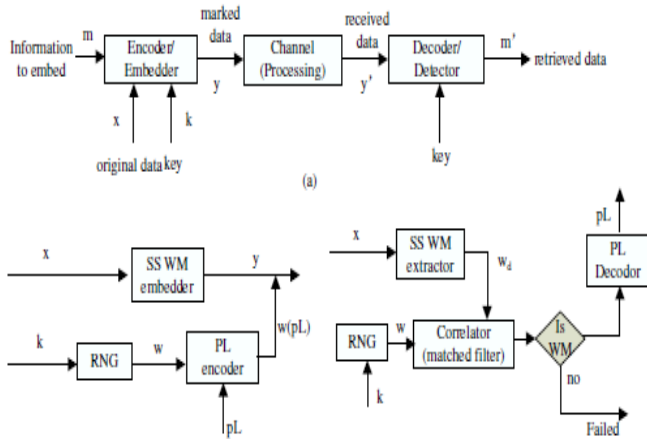 marked
data
received
data
Information
to embed
m
Encoder/
Embedder
Channel
(Processing)
Decoder/
Detector
m'
retrieved data
y
y'
x
k
original data
key
key
(a)
x
SS WM
embedder
y
w(pL)
k
RNG
w
PL
encoder
pL
x
SS WM
extractor
w_d
pL
PL
Decodor
RNG
w
Correlator
(matched filter)
Is
WM
k
no
Failed